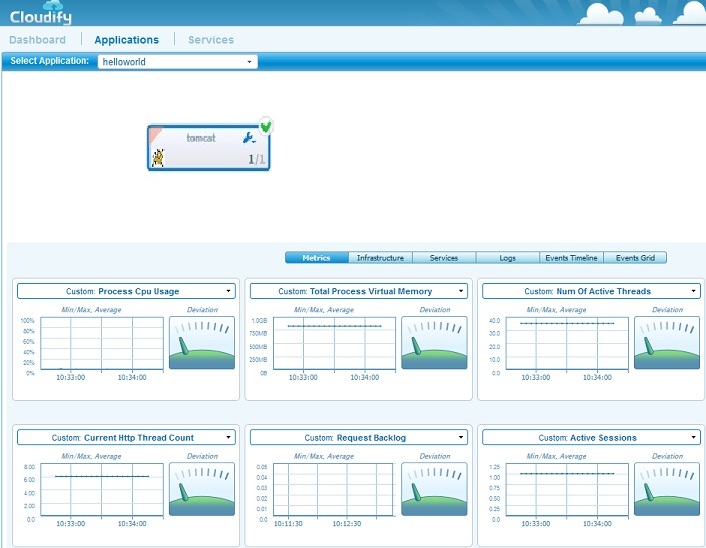 Cloudify
Dashboard Applications Services
Select Application: helloworld
tomcat
1/1
Metrics Infrastructure Services Logs Events Timeline Events Grid
Custom: Process Cpu Usage
Min/Max, Average Deviation
100%
80%
60%
40%
20%
0%
10:33:00 10:34:00
Custom: Total Process Virtual Memory
Min/Max, Average Deviation
1.0GB
750MB
500MB
250MB
0B
10:33:00 10:34:00
Custom: Num Of Active Threads
Min/Max, Average Deviation
40.0
30.0
20.0
10.0
0.0
10:33:00 10:34:00
Custom: Current Http Thread Count
Min/Max, Average Deviation
8.00
6.00
4.00
2.00
0.0
10:33:00 10:34:00
Custom: Request Backlog
Min/Max, Average Deviation
0.05
0.04
0.03
0.02
0.01
0.0
10:11:30 10:12:30
Custom: Active Sessions
Min/Max, Average Deviation
1.25
1.00
0.75
0.50
0.25
0.0
10:33:00 10:34:00